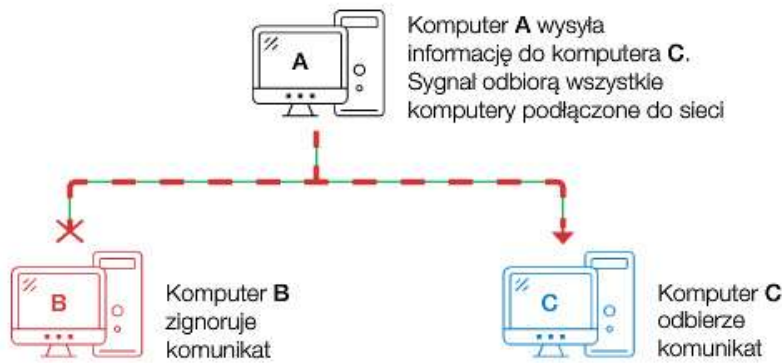 A
Komputer A wysyła
informację do komputera C.
Sygnał odbiorą wszystkie
komputery podłączone do sieci
B
Komputer B
zignoruje
komunikat
C
Komputer C
odbierze
komunikat